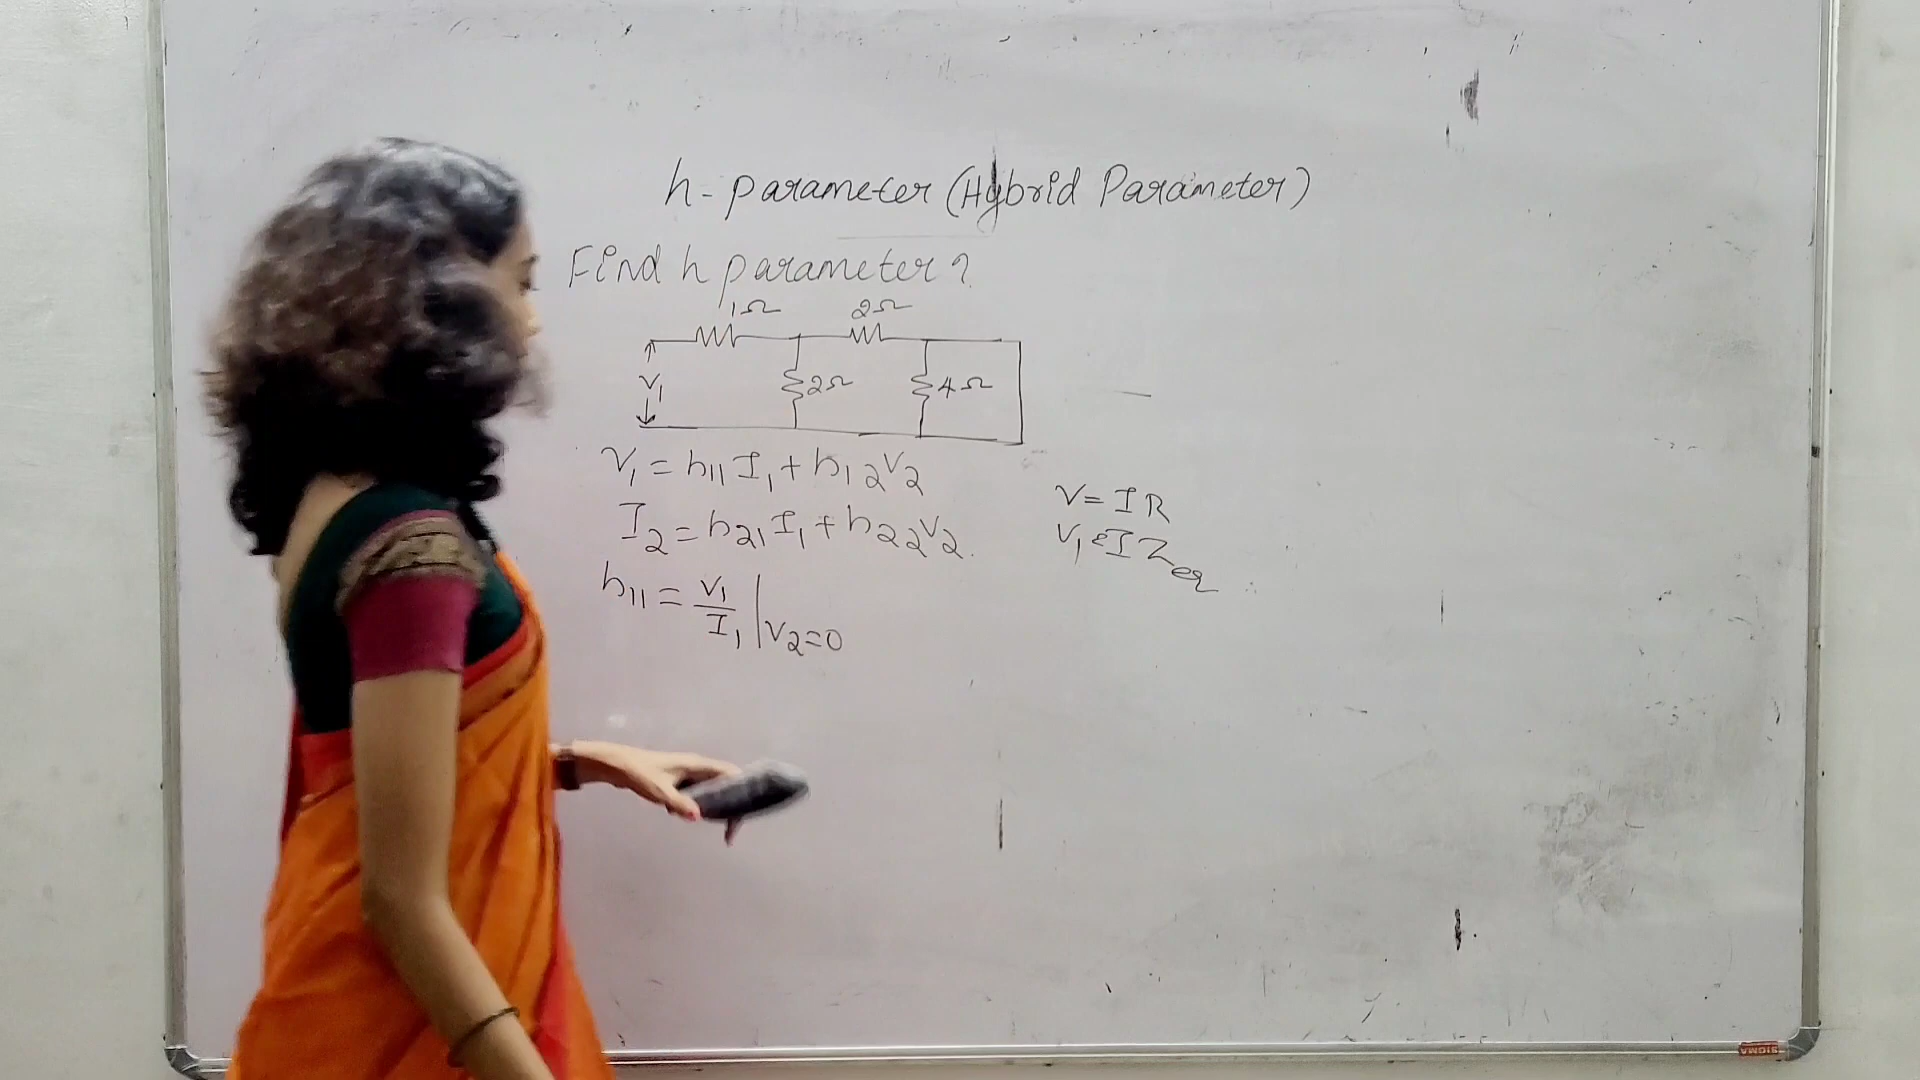 h-parameter (Hybrid Parameter)
Find h parameter?
1Ω 2Ω
V1 2Ω 4Ω
V1 = h11 I1 + h12 V2
I2 = h21 I1 + h22 V2.
h11 = V1/I1 | V2=0
V = IR
V1 = I Zeq